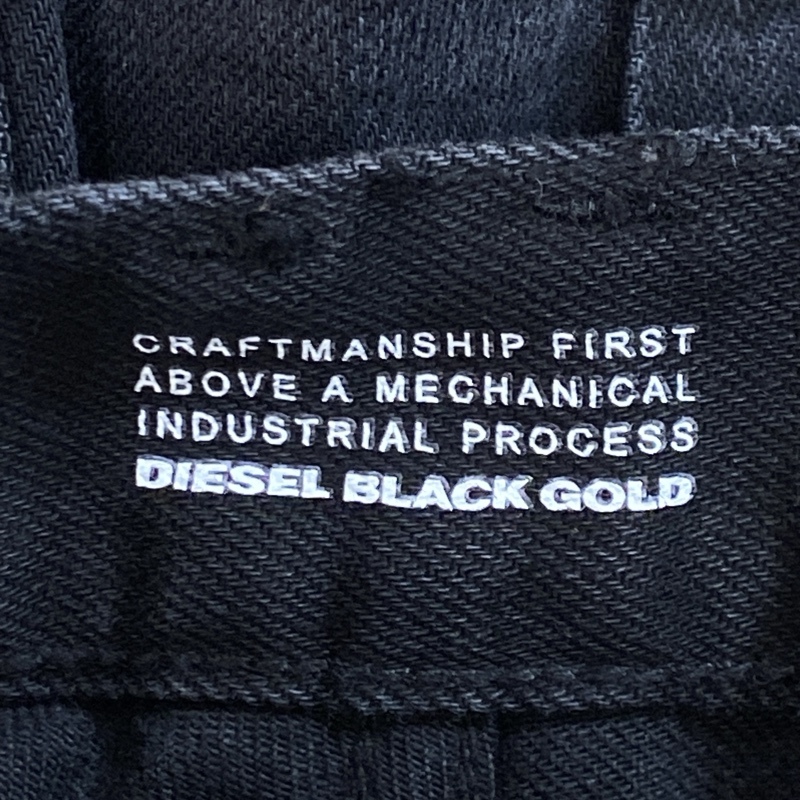 CRAFTMANSHIP FIRST
ABOVE A MECHANICAL
INDUSTRIAL PROCESS
DIESEL BLACK GOLD